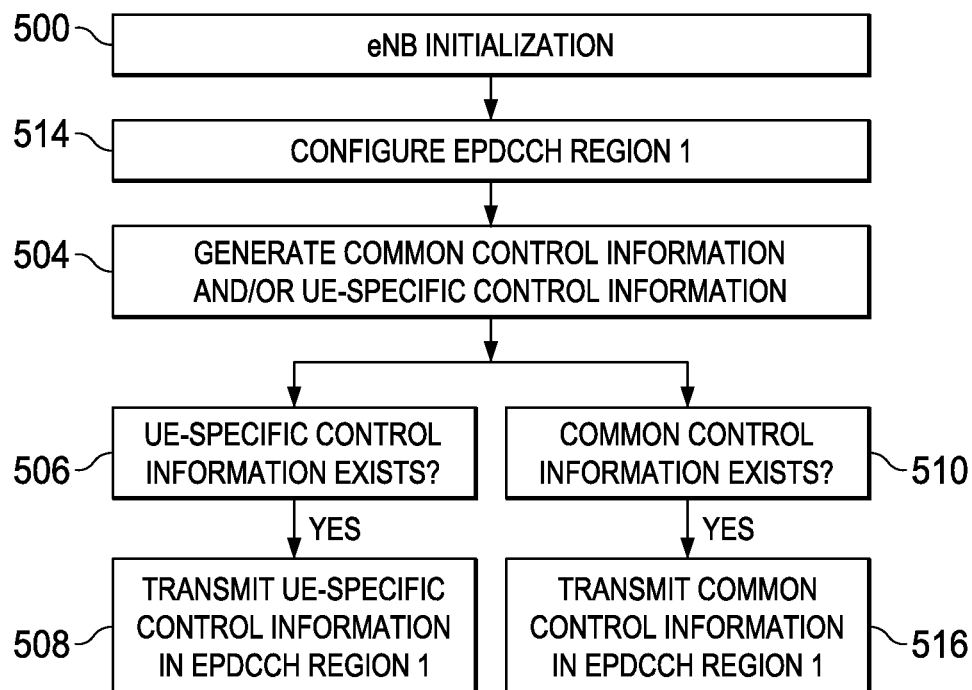 500
eNB INITIALIZATION
514
CONFIGURE EPDCCH REGION 1
504
GENERATE COMMON CONTROL INFORMATION
AND/OR UE-SPECIFIC CONTROL INFORMATION
506
UE-SPECIFIC CONTROL
INFORMATION EXISTS?
COMMON CONTROL
INFORMATION EXISTS?
510
YES
YES
508
TRANSMIT UE-SPECIFIC
CONTROL INFORMATION
IN EPDCCH REGION 1
TRANSMIT COMMON
CONTROL INFORMATION
IN EPDCCH REGION 1
516